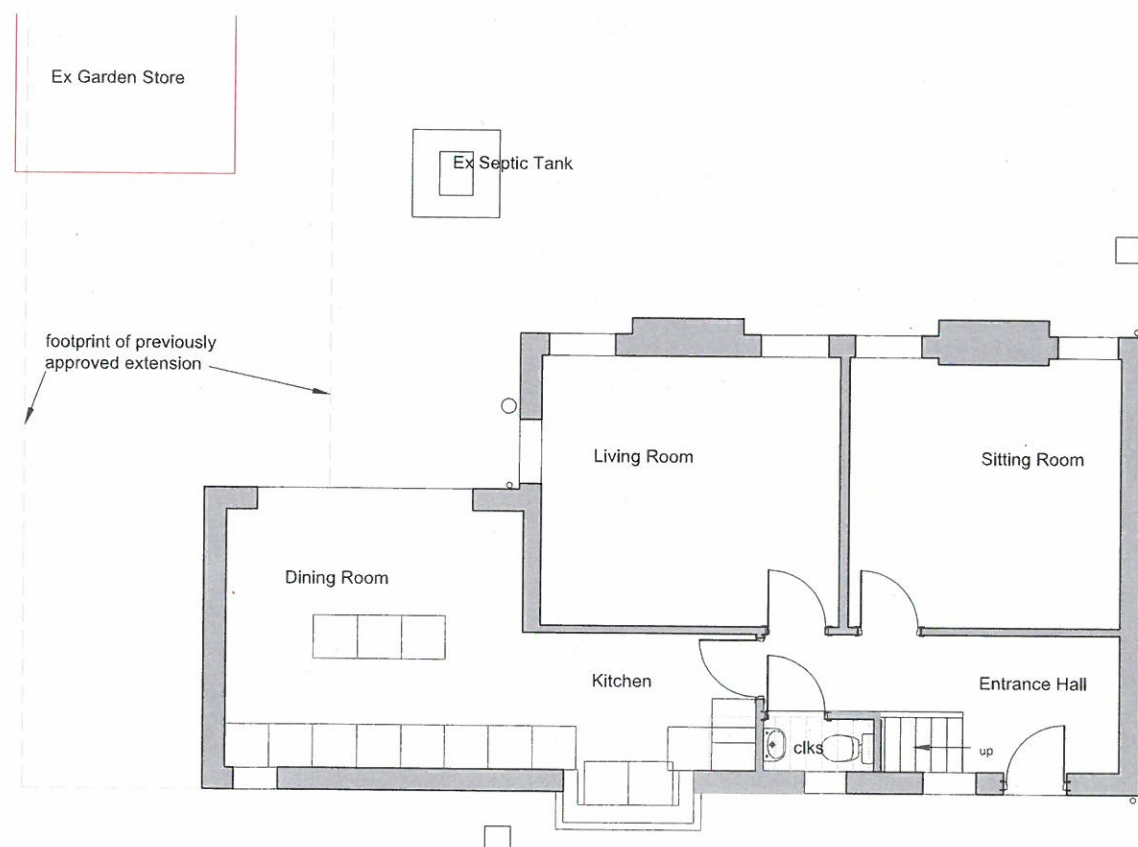 Ex Garden Store
Ex Septic Tank
footprint of previously
approved extension
Living Room
Sitting Room
Dining Room
Kitchen
Entrance Hall
clks
up